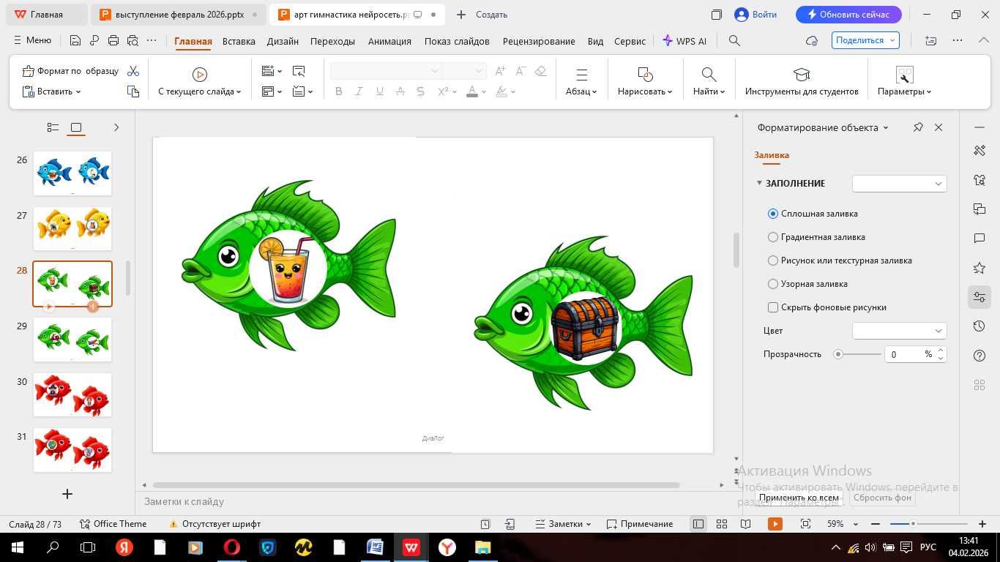 Главная
выступление февраль 2026.pptx
арт гимнастика нейросеть.p
Создать
Войти
Обновить сейчас
Меню
Главная Вставка Дизайн Переходы Анимация Показ слайдов Рецензирование Вид Сервис WPS AI
Поделиться
Формат по образцу
Вставить
С текущего слайда
B I U A S X² A
Абзац
Нарисовать
Найти
Инструменты для студентов
Параметры
26
27
28
29
30
31
Диалог
Заметки к слайду
Форматирование объекта
Заливка
ЗАПОЛНЕНИЕ
Сплошная заливка
Градиентная заливка
Рисунок или текстурная заливка
Узорная заливка
Скрыть фоновые рисунки
Цвет
Прозрачность 0 %
Активация Windows
Чтобы активировать Windows, перейдите в
раздел "Параметры".
Применить ко всем
Сбросить фон
Слайд 28 / 73
Office Theme
Отсутствует шрифт
Заметки
Примечание
59%
РУС
13:41
04.02.2026